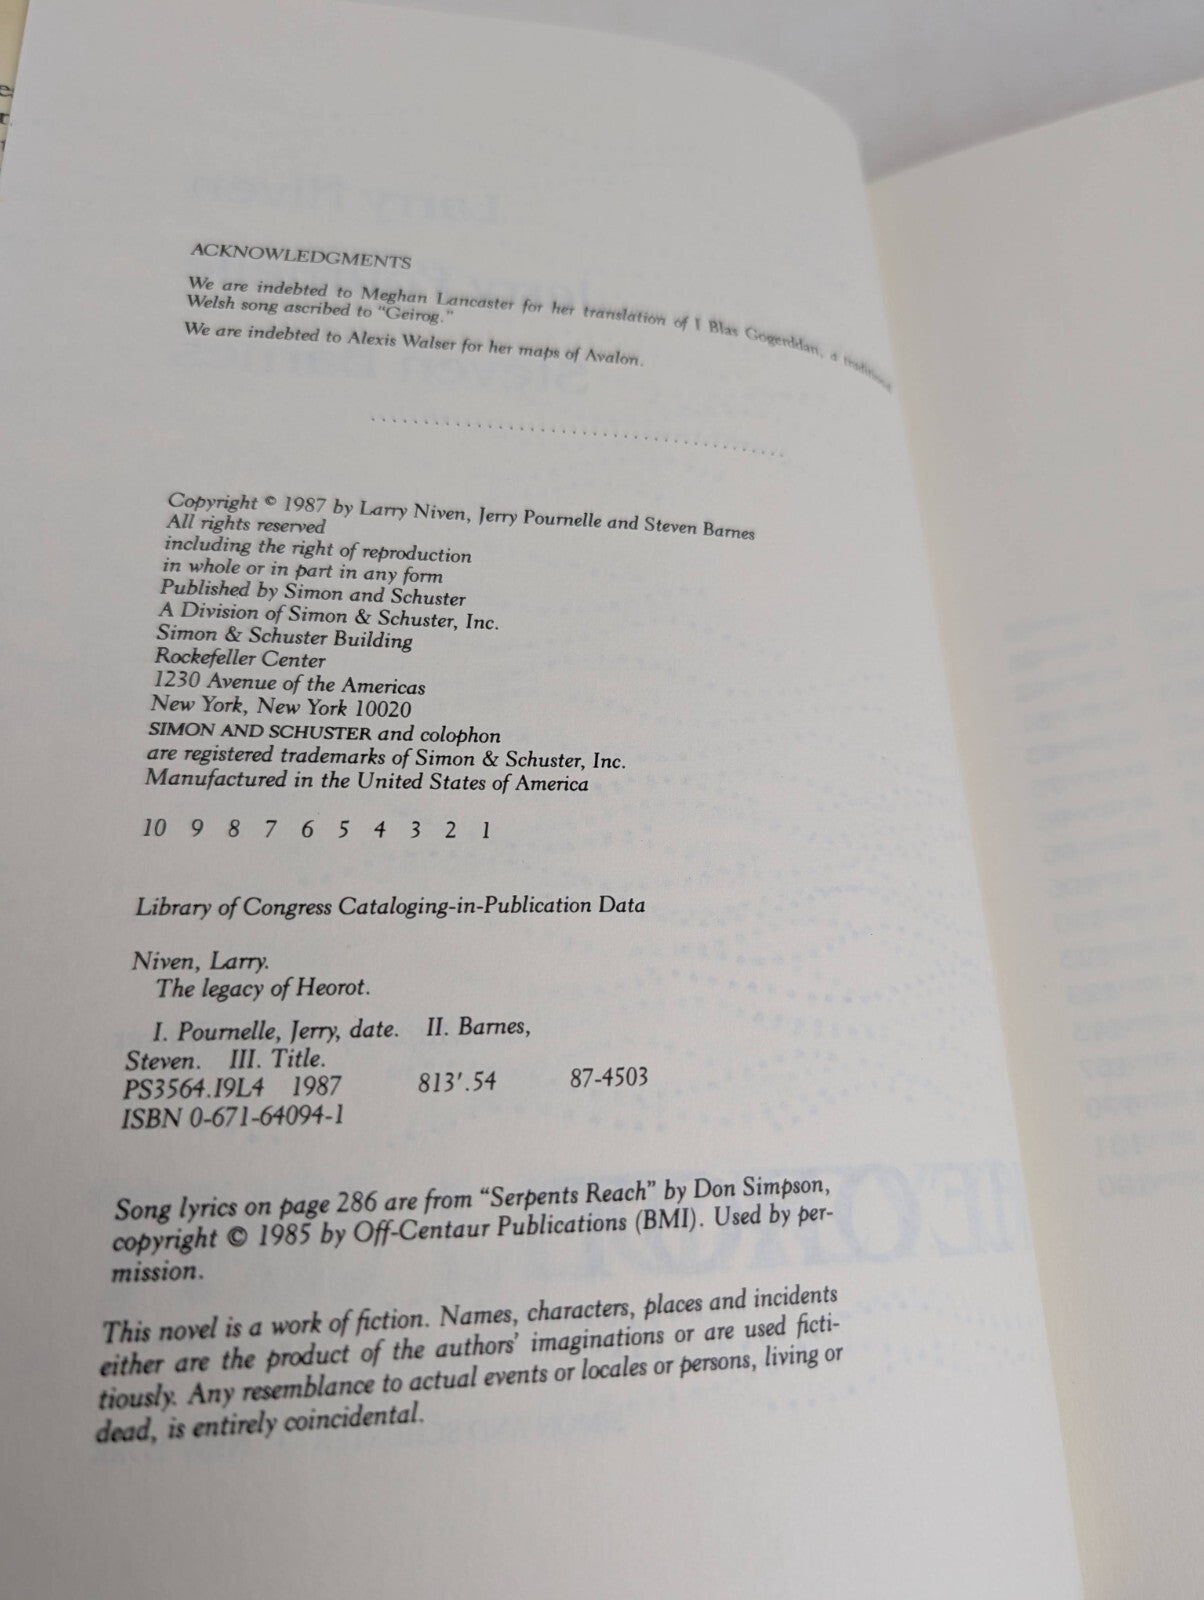 ACKNOWLEDGMENTS
We are indebted to Meghan Lancaster for her translation of I Blas Gogerddan, a traditional
Welsh song ascribed to "Geirog."
We are indebted to Alexis Walser for her maps of Avalon.
Copyright © 1987 by Larry Niven, Jerry Pournelle and Steven Barnes
All rights reserved
including the right of reproduction
in whole or in part in any form
Published by Simon and Schuster
A Division of Simon & Schuster, Inc.
Simon & Schuster Building
Rockefeller Center
1230 Avenue of the Americas
New York, New York 10020
SIMON AND SCHUSTER and colophon
are registered trademarks of Simon & Schuster, Inc.
Manufactured in the United States of America
10 9 8 7 6 5 4 3 2 1
Library of Congress Cataloging-in-Publication Data
Niven, Larry.
The legacy of Heorot.
I. Pournelle, Jerry, date. II. Barnes,
Steven. III. Title.
PS3564.I9L4 1987 813'.54 87-4503
ISBN 0-671-64094-1
Song lyrics on page 286 are from "Serpents Reach" by Don Simpson,
copyright © 1985 by Off-Centaur Publications (BMI). Used by per-
mission.
This novel is a work of fiction. Names, characters, places and incidents
either are the product of the authors' imaginations or are used ficti-
tiously. Any resemblance to actual events or locales or persons, living or
dead, is entirely coincidental.